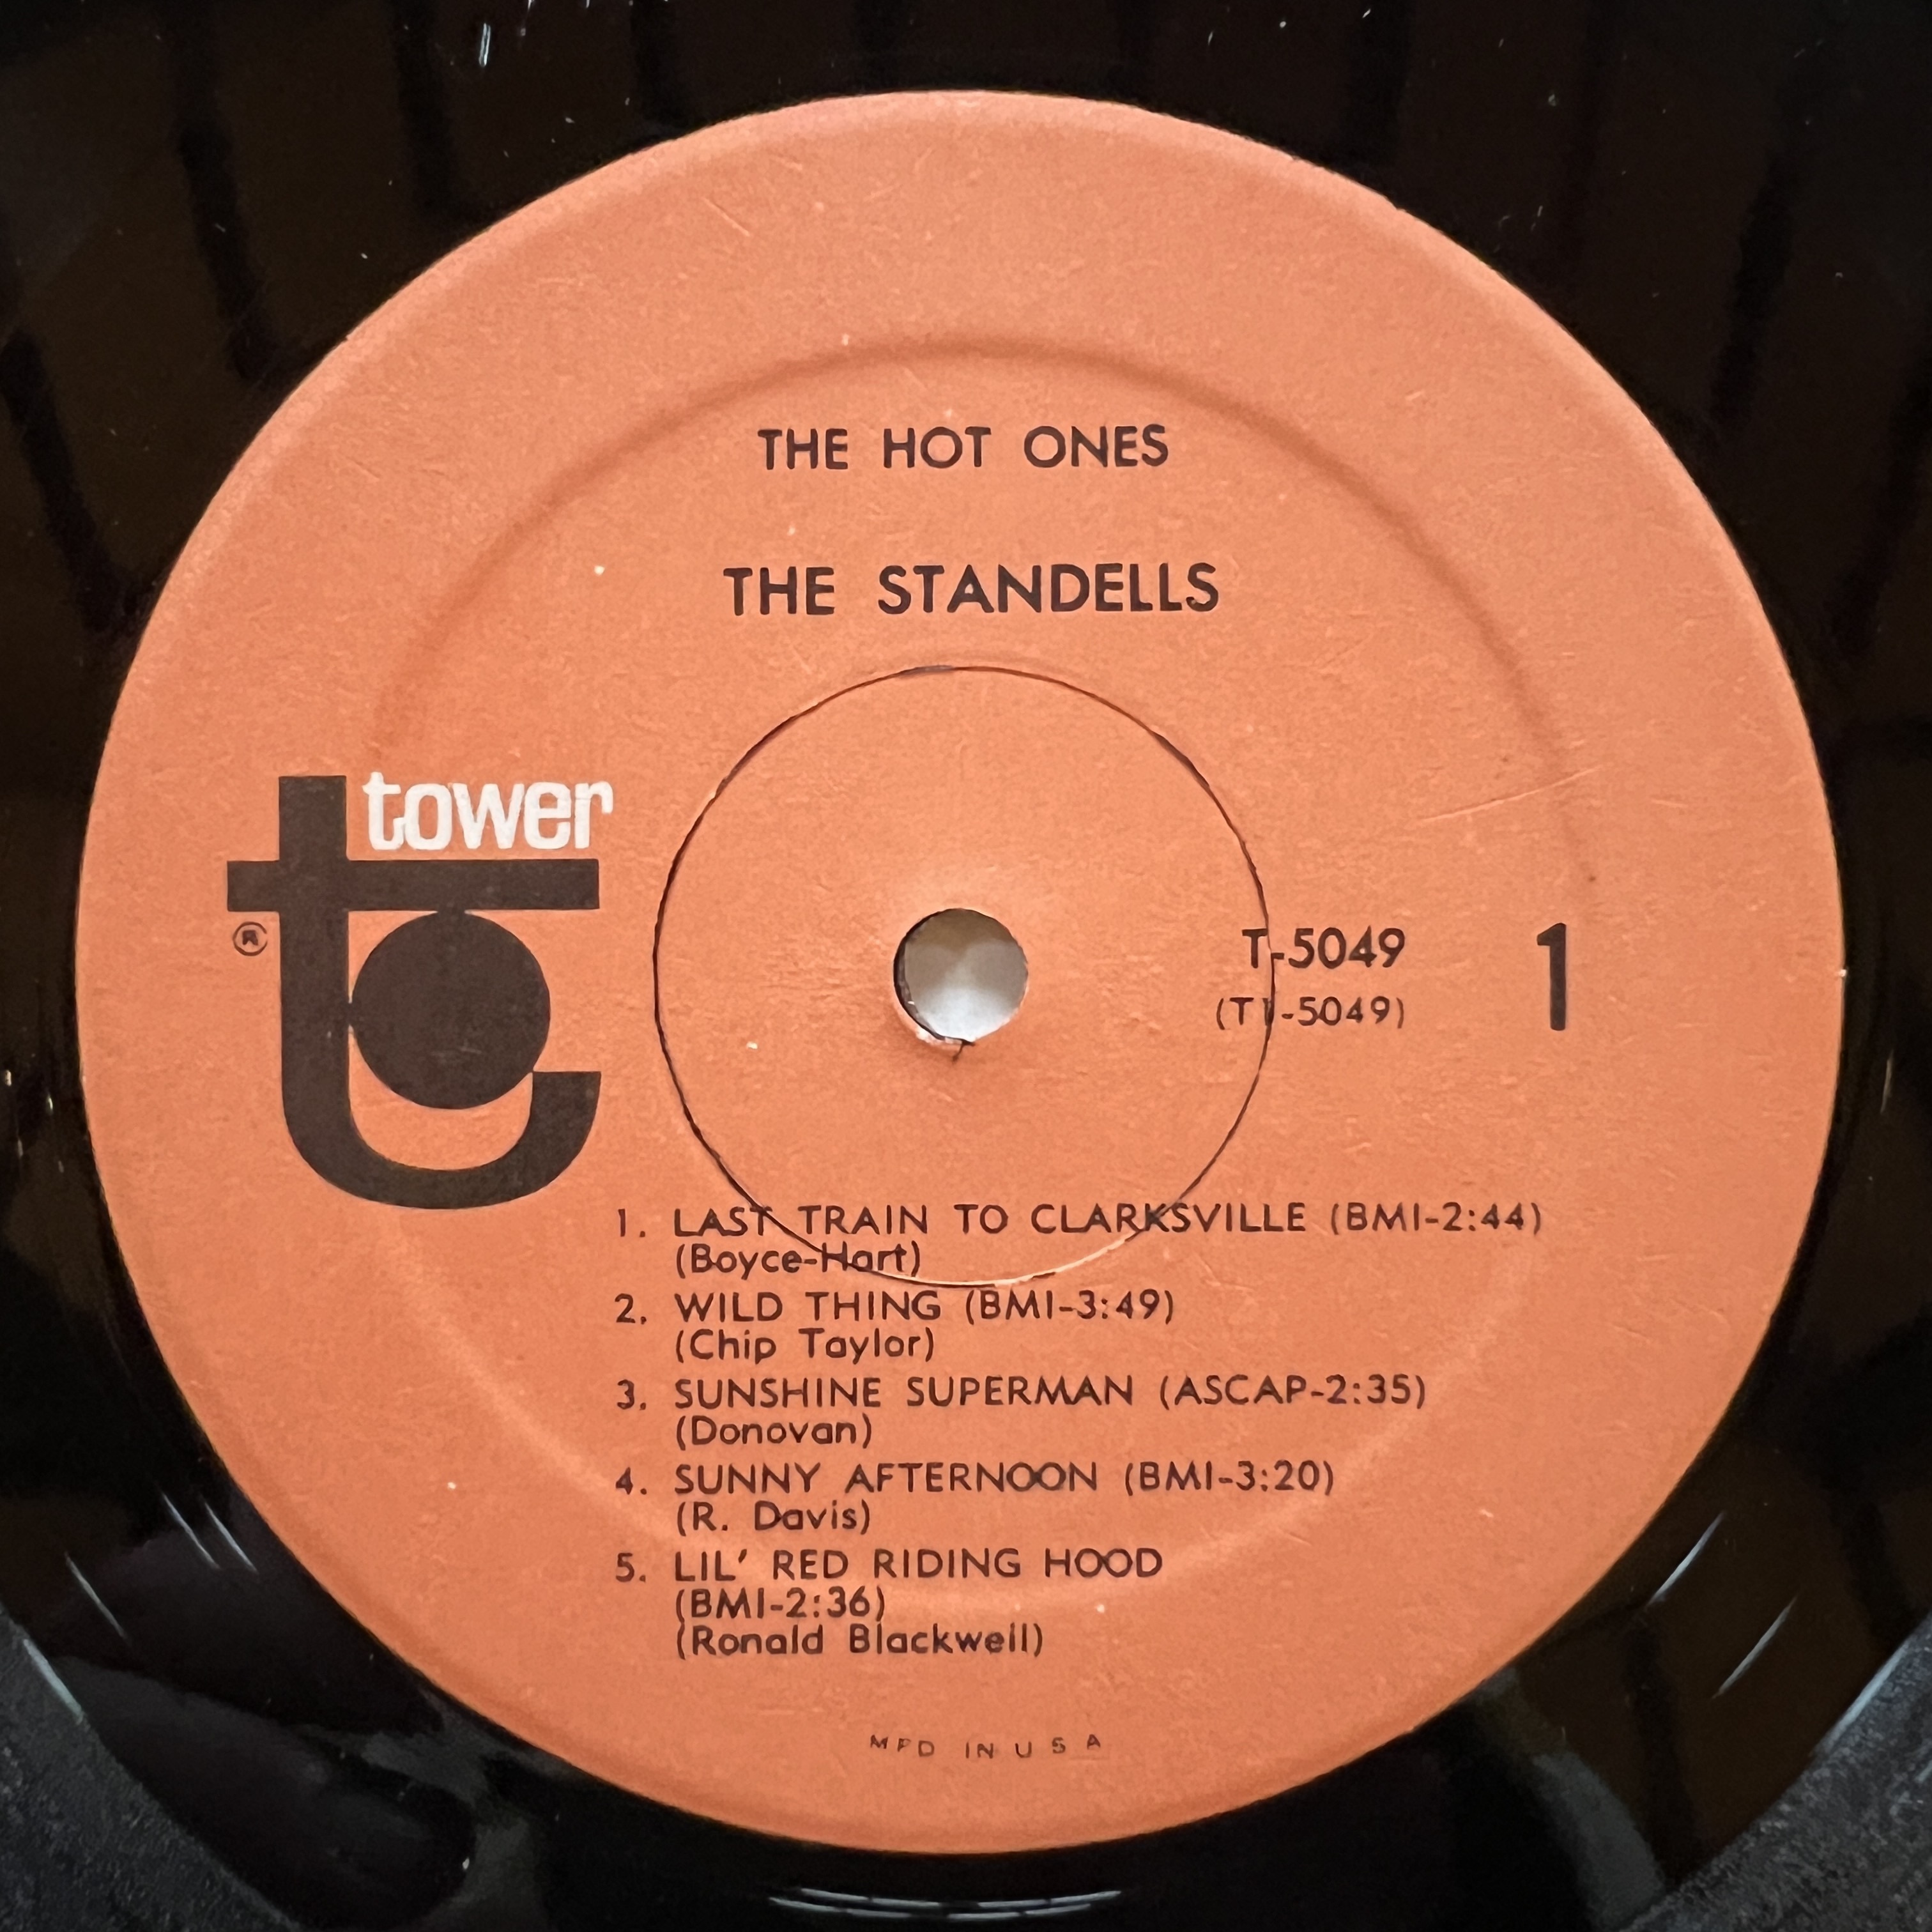 THE HOT ONES
THE STANDELLS
tower
®
T-5049
(T1-5049)
1
1. LAST TRAIN TO CLARKSVILLE (BMI-2:44)
(Boyce-Hart)
2. WILD THING (BMI-3:49)
(Chip Taylor)
3. SUNSHINE SUPERMAN (ASCAP-2:35)
(Donovan)
4. SUNNY AFTERNOON (BMI-3:20)
(R. Davis)
5. LIL' RED RIDING HOOD
(BMI-2:36)
(Ronald Blackwell)
MFD IN U S A